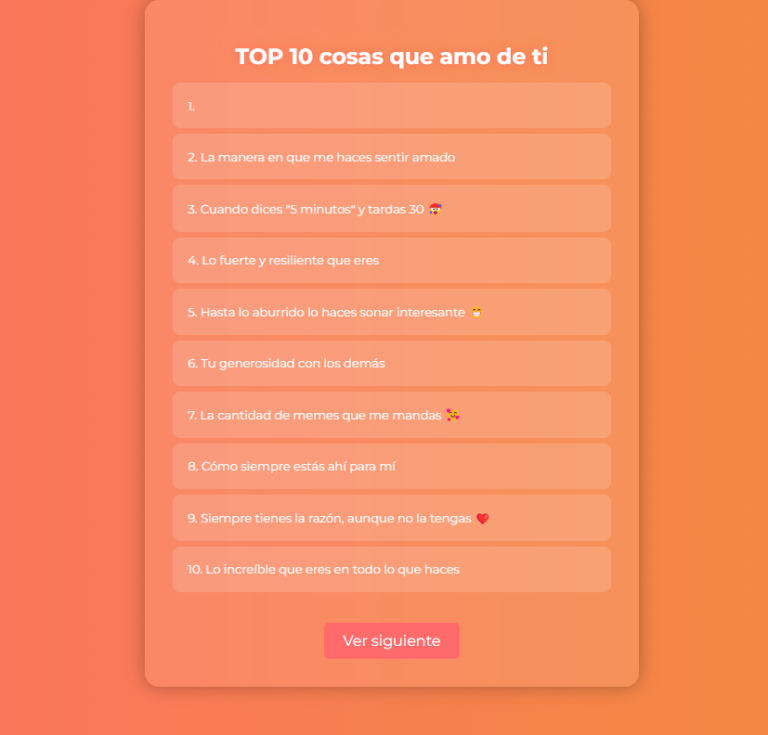 TOP 10 cosas que amo de ti
1.
2. La manera en que me haces sentir amado
3. Cuando dices "5 minutos" y tardas 30
4. Lo fuerte y resiliente que eres
5. Hasta lo aburrido lo haces sonar interesante
6. Tu generosidad con los demás
7. La cantidad de memes que me mandas
8. Cómo siempre estás ahí para mí
9. Siempre tienes la razón, aunque no la tengas ❤️
10. Lo increíble que eres en todo lo que haces
Ver siguiente